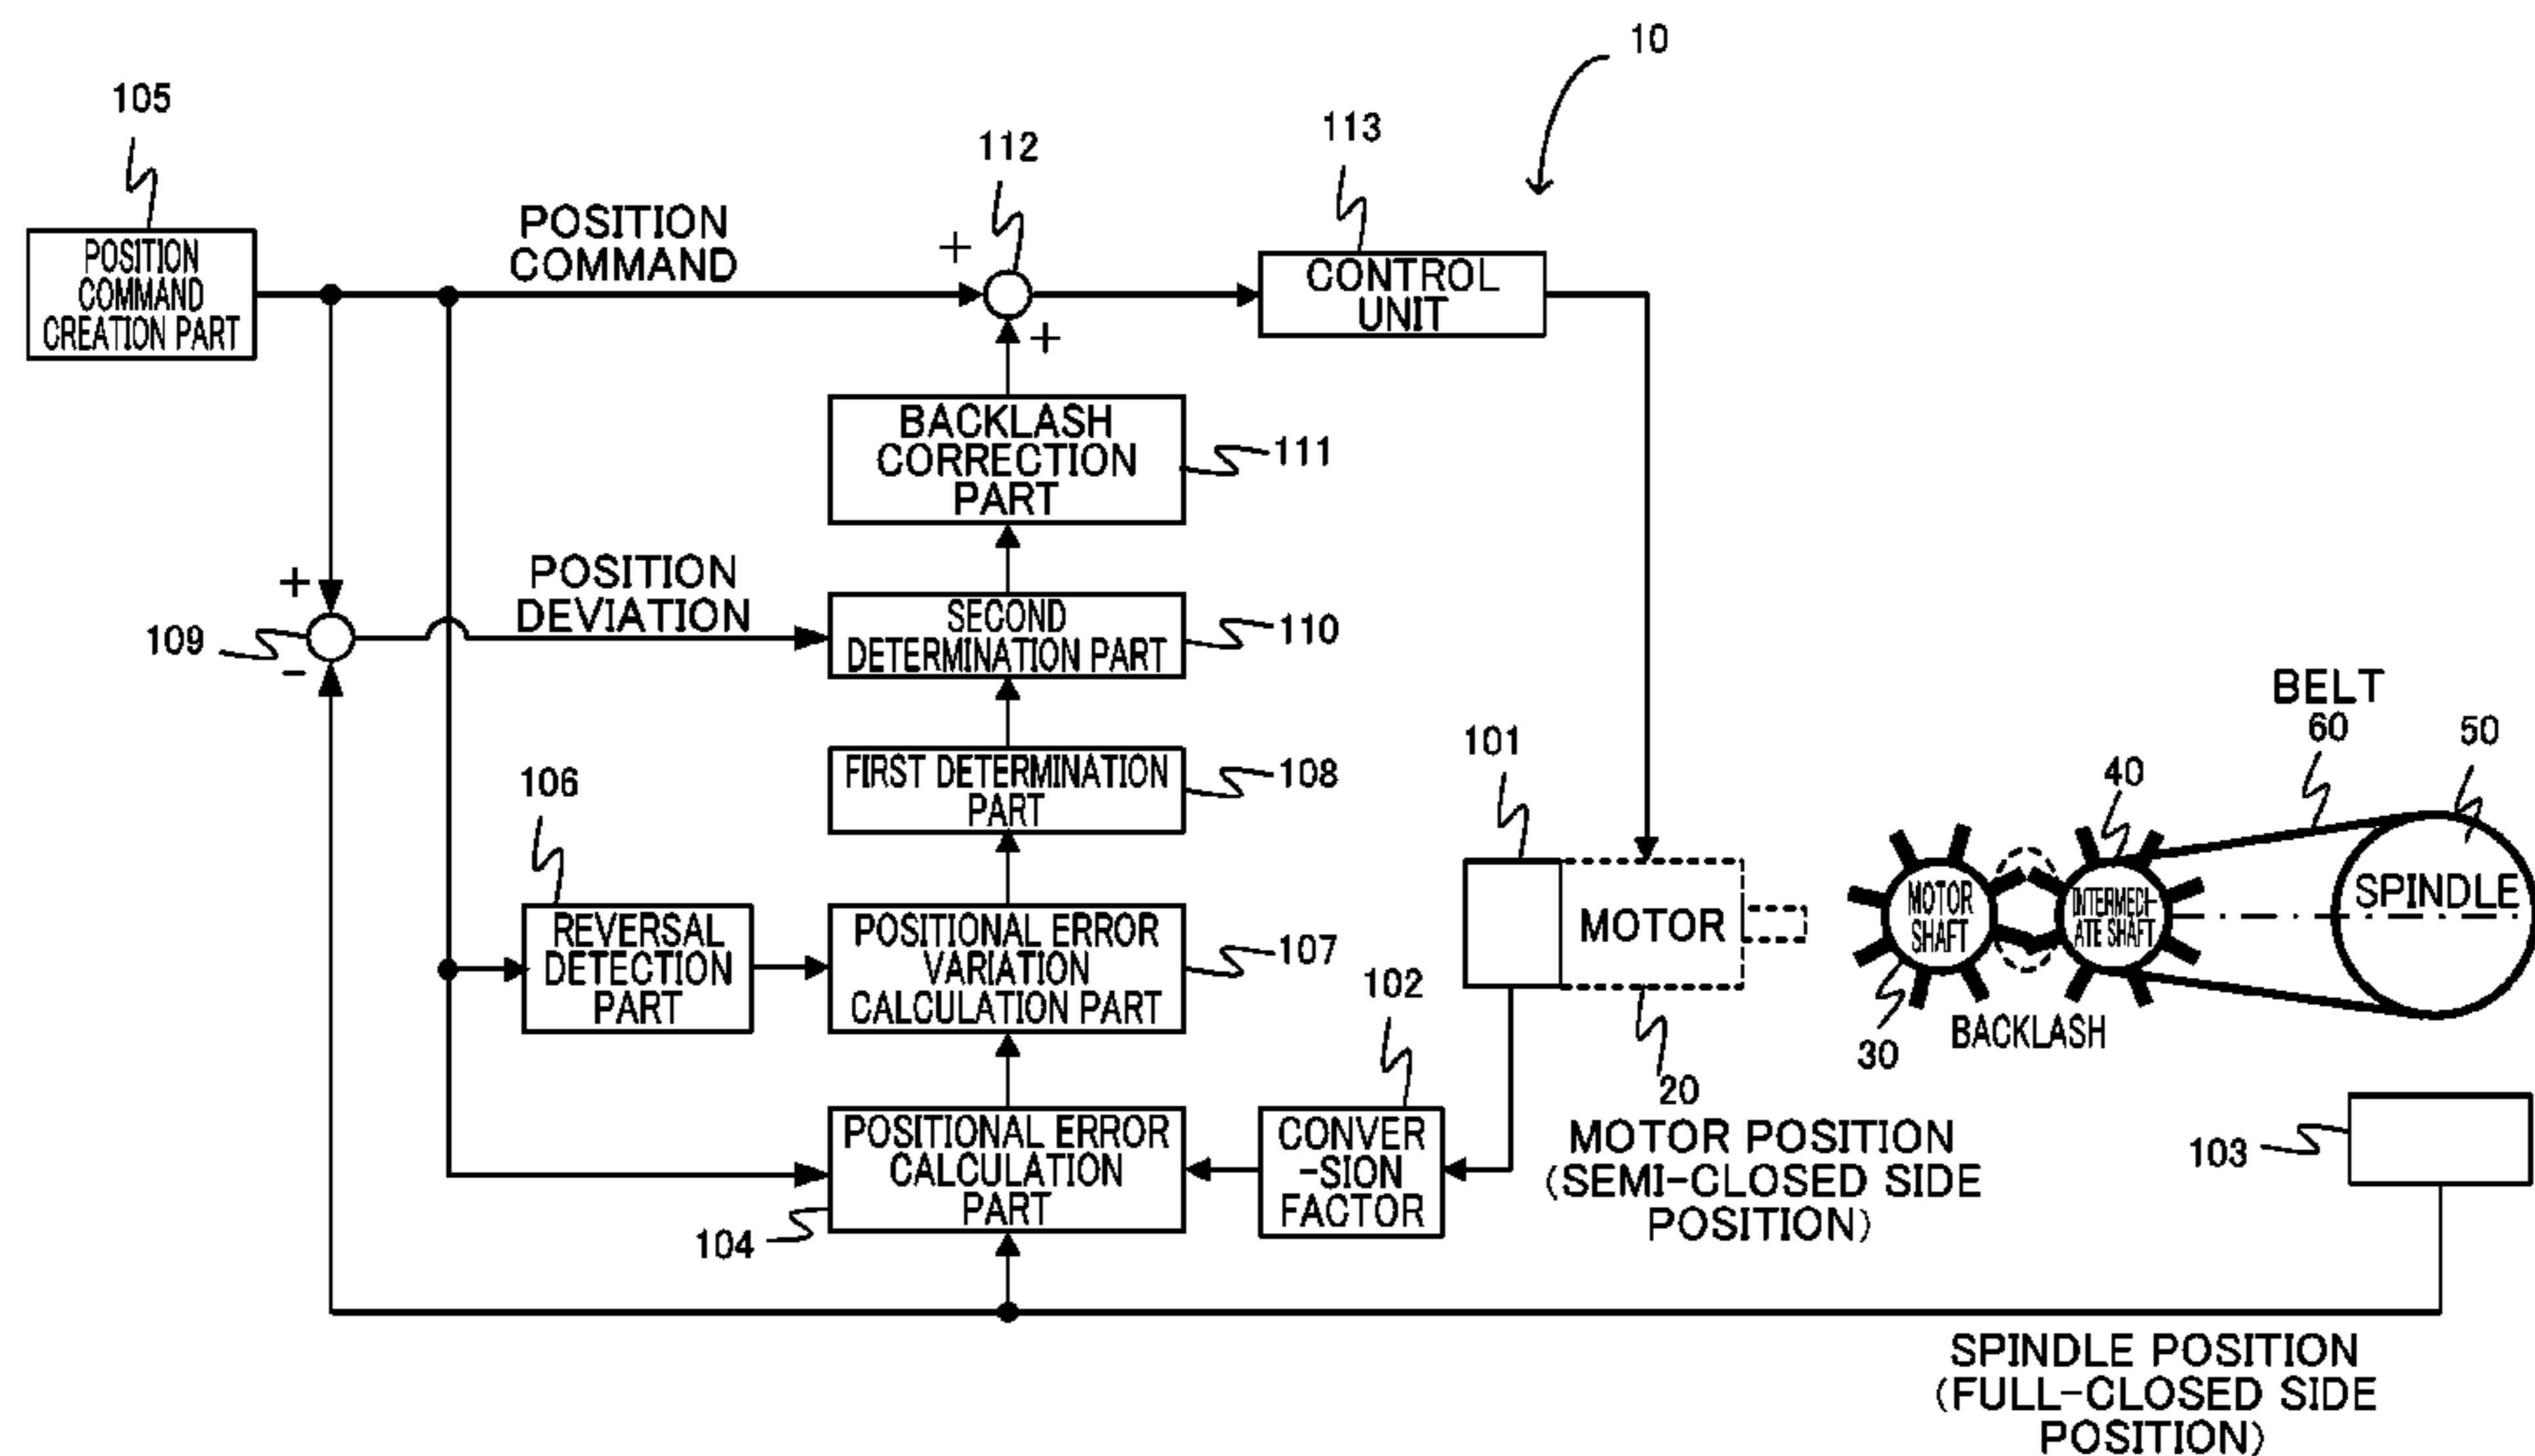 10
105
112
113
POSITION
COMMAND
CREATION PART
POSITION
COMMAND
+
+
CONTROL
UNIT
BACKLASH
CORRECTION
PART
111
POSITION
DEVIATION
+
-
109
SECOND
DETERMINATION PART
110
FIRST DETERMINATION
PART
108
106
REVERSAL
DETECTION
PART
POSITIONAL ERROR
VARIATION
CALCULATION PART
107
101
MOTOR
20
MOTOR POSITION
(SEMI-CLOSED SIDE
POSITION)
102
CONVER
-SION
FACTOR
POSITIONAL ERROR
CALCULATION
PART
104
BELT
60
50
40
MOTOR
SHAFT
INTERMEDI-
ATE SHAFT
SPINDLE
30
BACKLASH
103
SPINDLE POSITION
(FULL-CLOSED SIDE
POSITION)